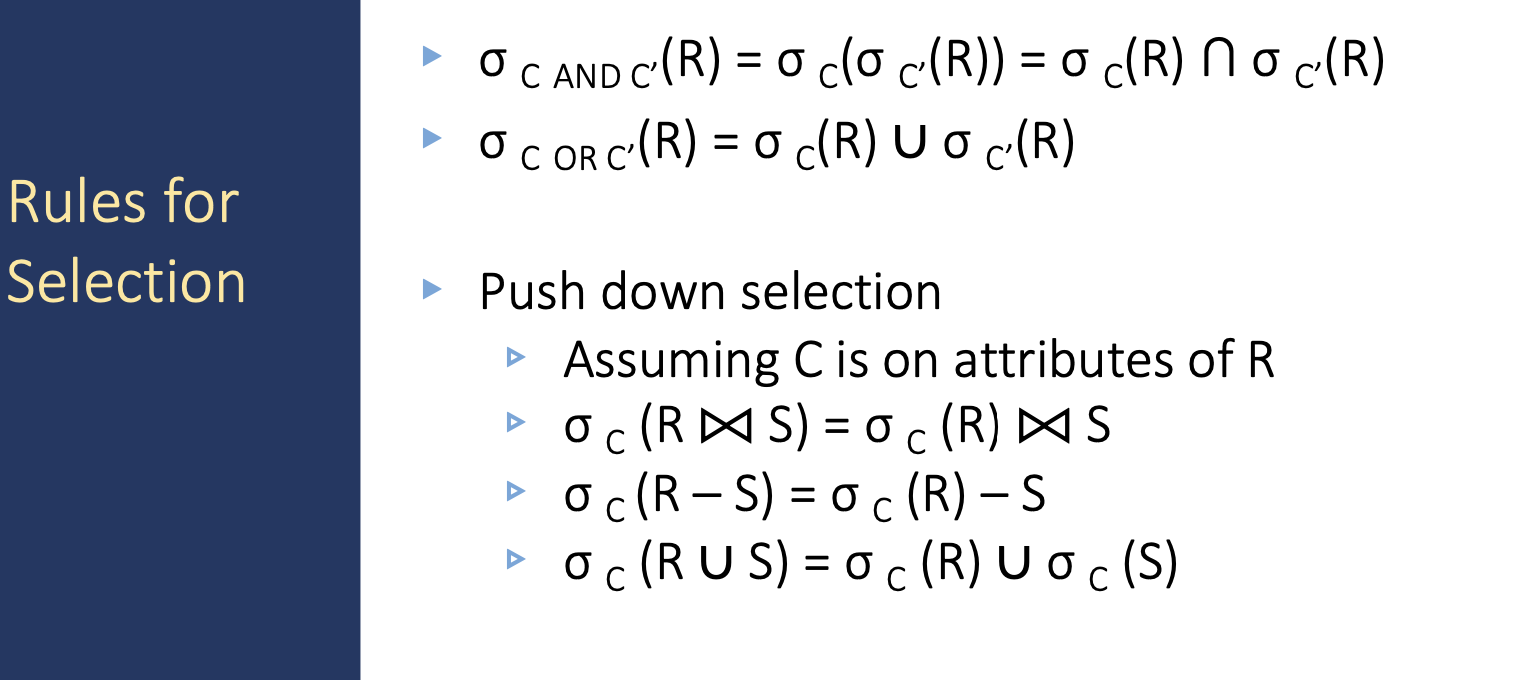 Rules for
Selection
σ C AND C’(R) = σ C(σ C’(R)) = σ C(R) ∩ σ C’(R)
σ C OR C’(R) = σ C(R) ∪ σ C’(R)
Push down selection
Assuming C is on attributes of R
σ C (R ⋈ S) = σ C (R) ⋈ S
σ C (R – S) = σ C (R) – S
σ C (R ∪ S) = σ C (R) ∪ σ C (S)